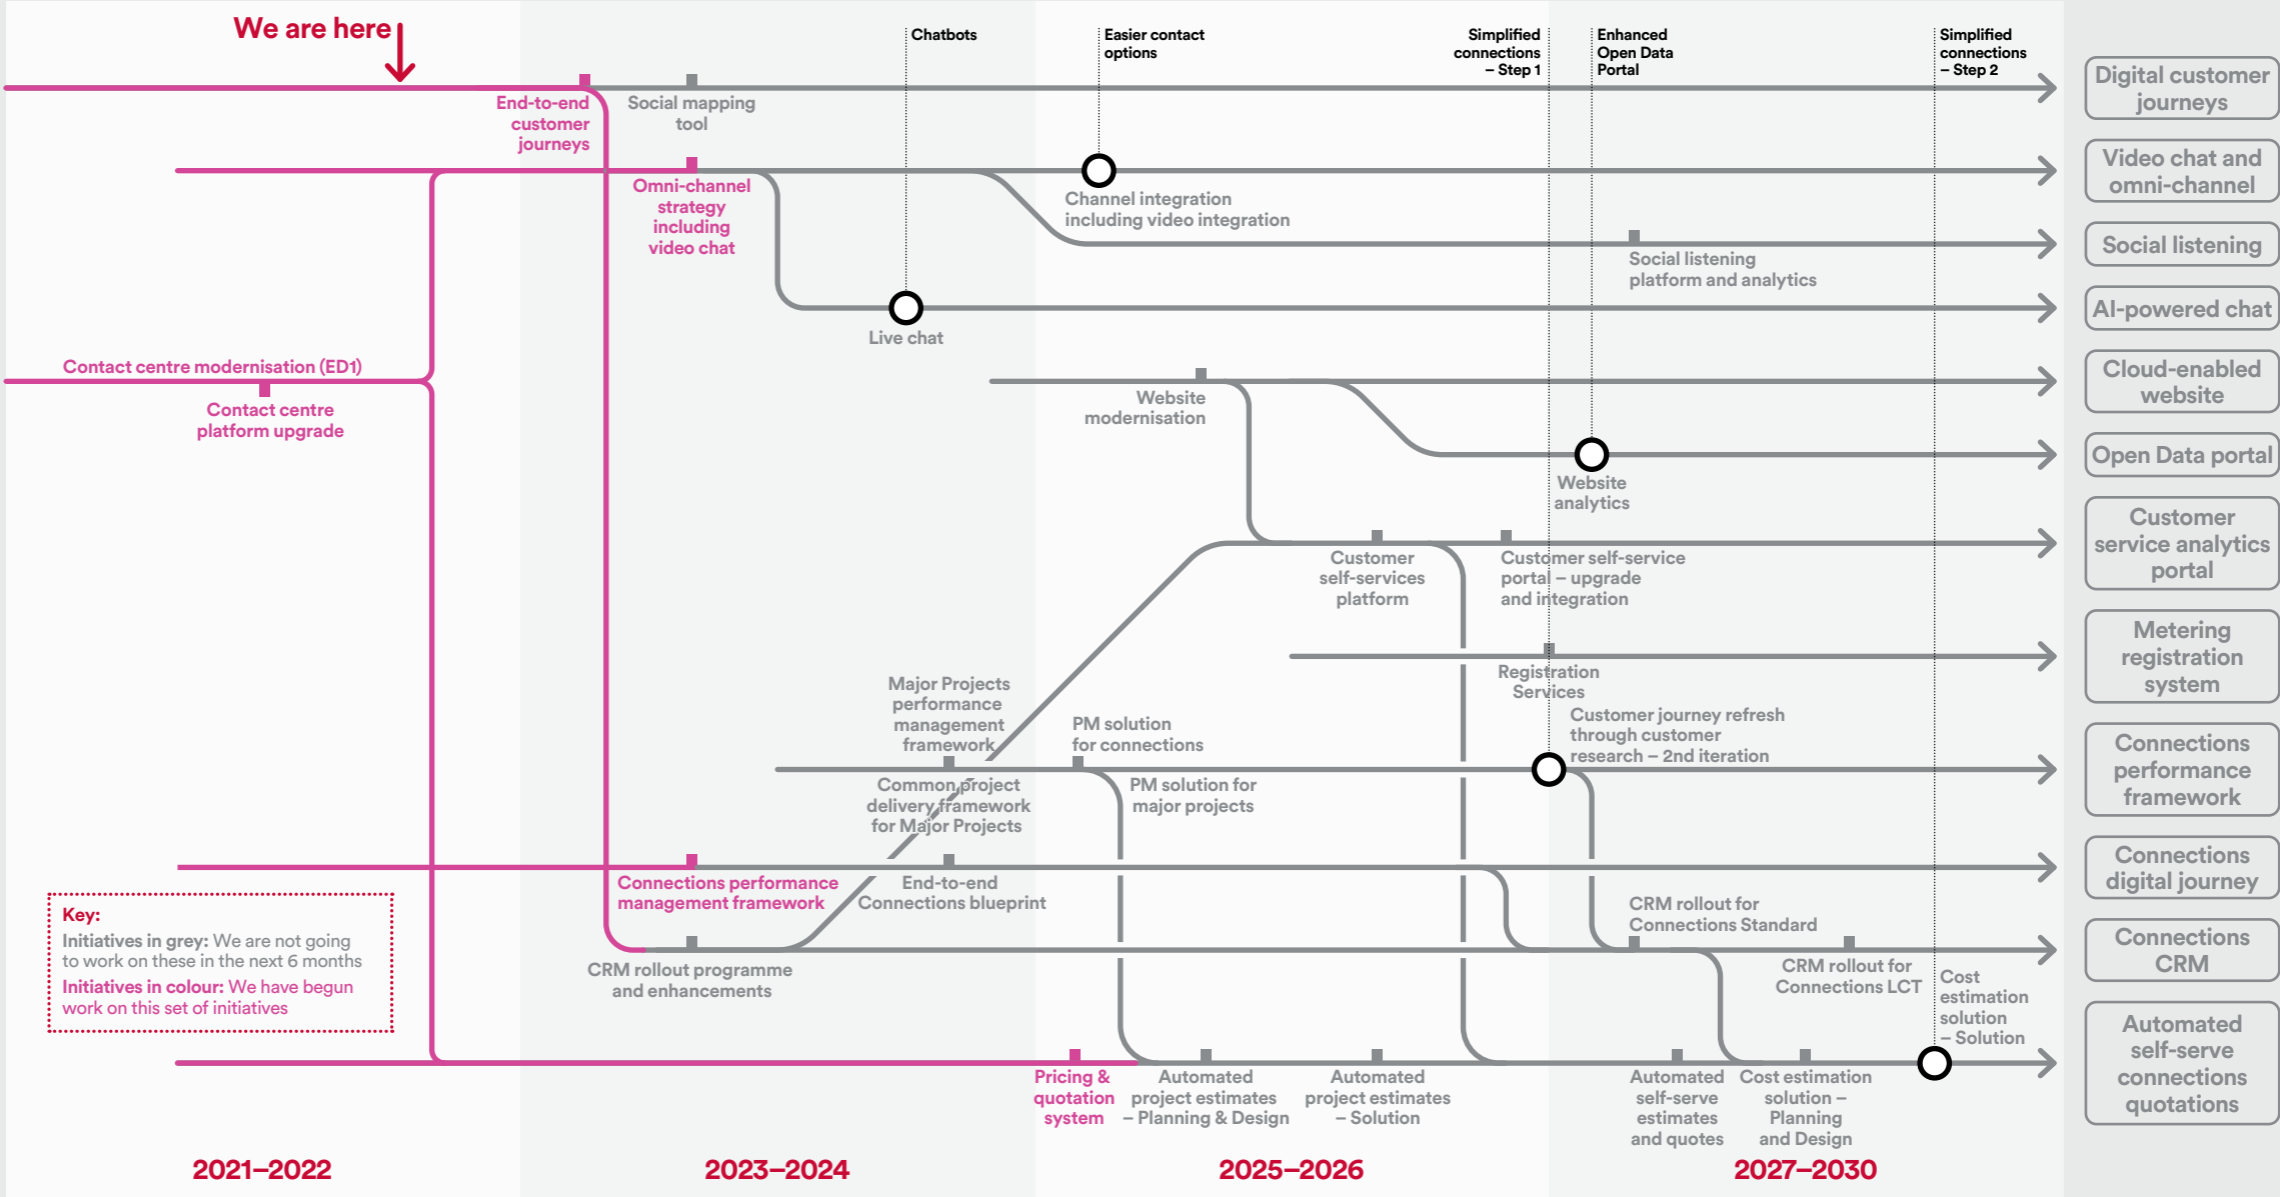 We are here
Chatbots
Easier contact
options
Simplified
connections
– Step 1
Enhanced
Open Data
Portal
Simplified
connections
– Step 2
Digital customer
journeys
End-to-end
customer
journeys
Social mapping
tool
Video chat and
omni-channel
Omni-channel
strategy
including
video chat
Channel integration
including video integration
Social listening
Social listening
platform and analytics
AI-powered chat
Live chat
Contact centre modernisation (ED1)
Contact centre
platform upgrade
Cloud-enabled
website
Website
modernisation
Open Data portal
Website
analytics
Customer
service analytics
portal
Customer
self-services
platform
Customer self-service
portal – upgrade
and integration
Metering
registration
system
Registration
Services
Major Projects
performance
management
framework
PM solution
for connections
Customer journey refresh
through customer
research – 2nd iteration
Connections
performance
framework
Common project
delivery framework
for Major Projects
PM solution for
major projects
Connections
digital journey
Connections performance
management framework
End-to-end
Connections blueprint
CRM rollout for
Connections Standard
Connections
CRM
CRM rollout programme
and enhancements
CRM rollout for
Connections LCT
Cost
estimation
solution
– Solution
Key:
Initiatives in grey: We are not going
to work on these in the next 6 months
Initiatives in colour: We have begun
work on this set of initiatives
Automated
self-serve
connections
quotations
Pricing &
quotation
system
Automated
project estimates
– Planning & Design
Automated
project estimates
– Solution
Automated
self-serve
estimates
and quotes
Cost estimation
solution –
Planning
and Design
2021–2022
2023–2024
2025–2026
2027–2030